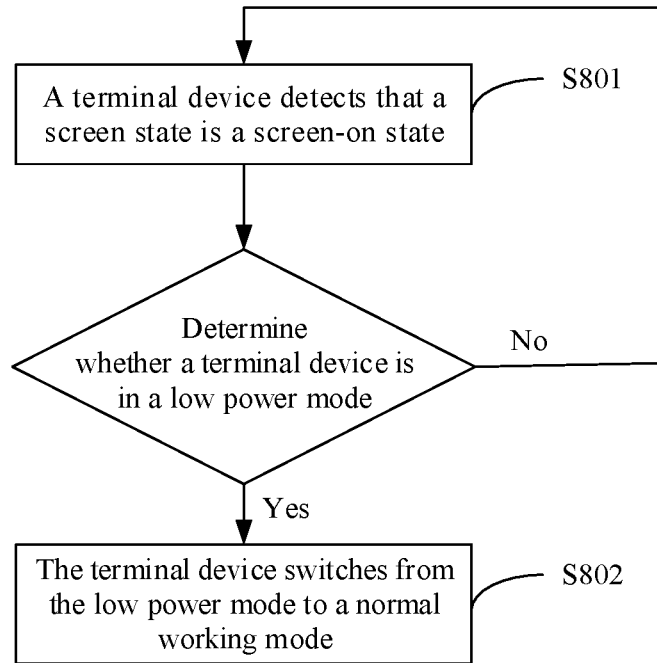 A terminal device detects that a
screen state is a screen-on state
S801
Determine
whether a terminal device is
in a low power mode
No
Yes
The terminal device switches from
the low power mode to a normal
working mode
S802